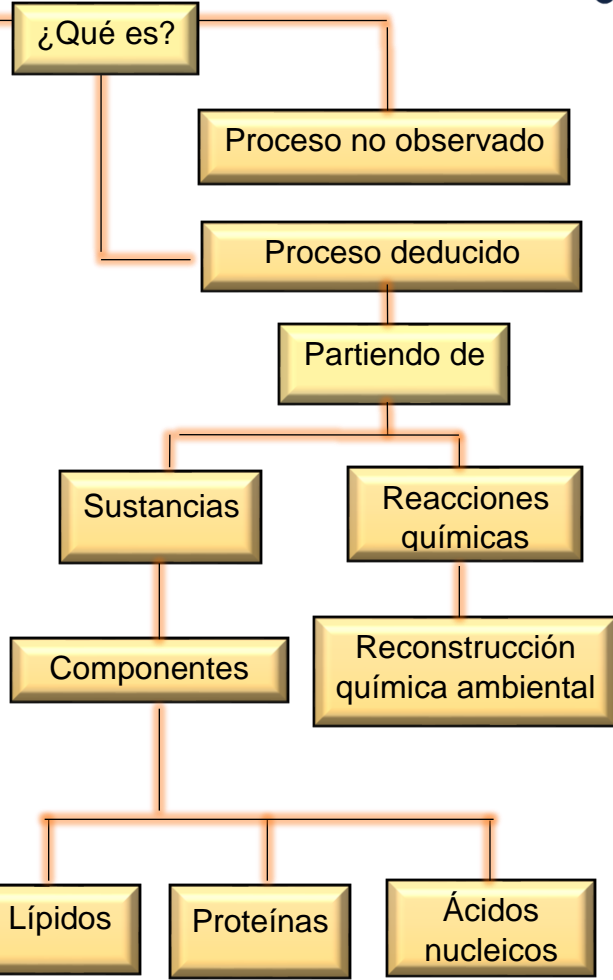 ¿Qué es?
Proceso no observado
Proceso deducido
Partiendo de
Sustancias
Reacciones
químicas
Componentes
Reconstrucción
química ambiental
Lípidos
Proteínas
Ácidos
nucleicos